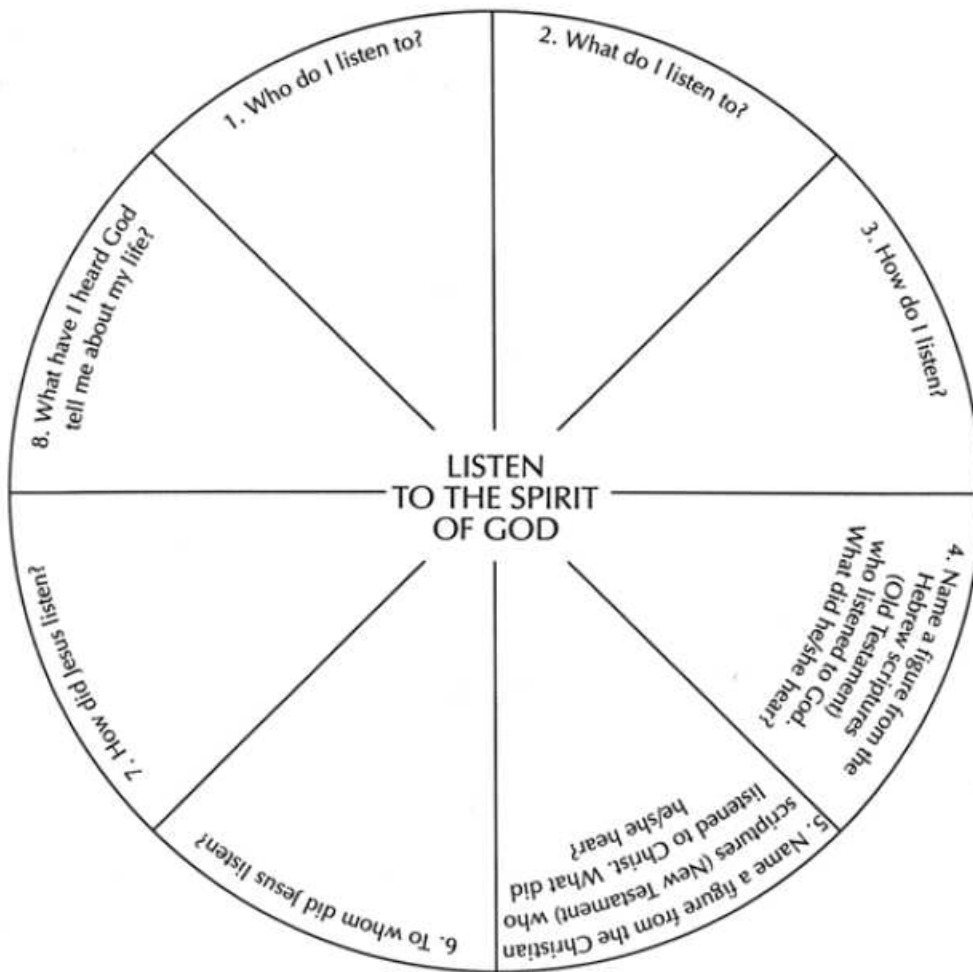 1. Who do I listen to?
2. What do I listen to?
3. How do I listen?
4. Name a figure from the
Hebrew scriptures
(Old Testament)
who listened to God.
What did he/she hear?
5. Name a figure from the Christian
scriptures (New Testament) who
listened to Christ. What did
he/she hear?
6. To whom did Jesus listen?
7. How did Jesus listen?
8. What have I heard God
tell me about my life?
LISTEN
TO THE SPIRIT
OF GOD